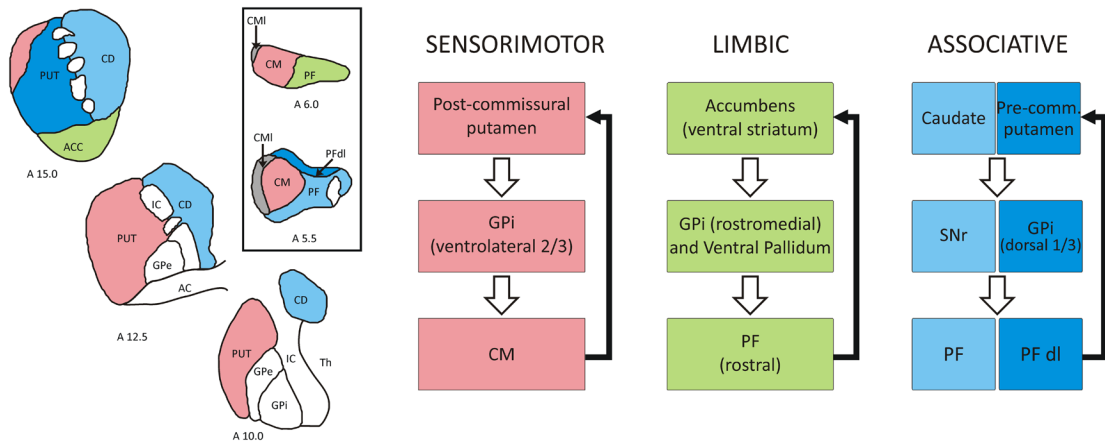 PUT
CD
ACC
A 15.0
IC
CD
PUT
GPe
AC
A 12.5
CD
PUT
IC
Th
GPe
GPi
A 10.0
CMl
CM
PF
A 6.0
CMl
PFdl
CM
PF
A 5.5
SENSORIMOTOR
Post-commissural
putamen
GPi
(ventrolateral 2/3)
CM
LIMBIC
Accumbens
(ventral striatum)
GPi (rostromedial)
and Ventral Pallidum
PF
(rostral)
ASSOCIATIVE
Caudate
Pre-comm.
putamen
SNr
GPi
(dorsal 1/3)
PF
PF dl